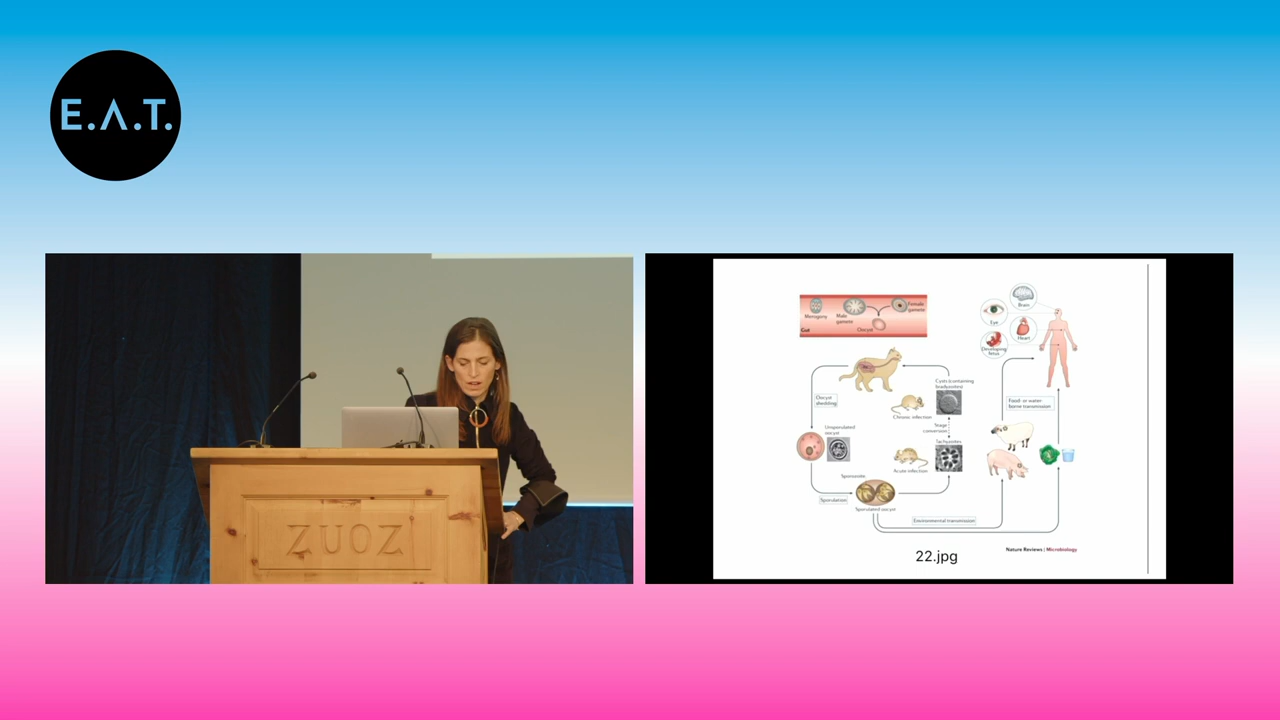 E.Λ.T.
ZUOZ
Merogony
Male
gamete
Female
gamete
Oocyst
Gut
Brain
Eye
Heart
Developing
fetus
Oocyst
shedding
Cysts (containing
bradyzoites)
Chronic infection
Stage
conversion
Tachyzoites
Acute infection
Unsporulated
oocyst
Sporozoite
Sporulation
Sporulated oocyst
Food- or water-
borne transmission
Environmental transmission
Nature Reviews | Microbiology
22.jpg